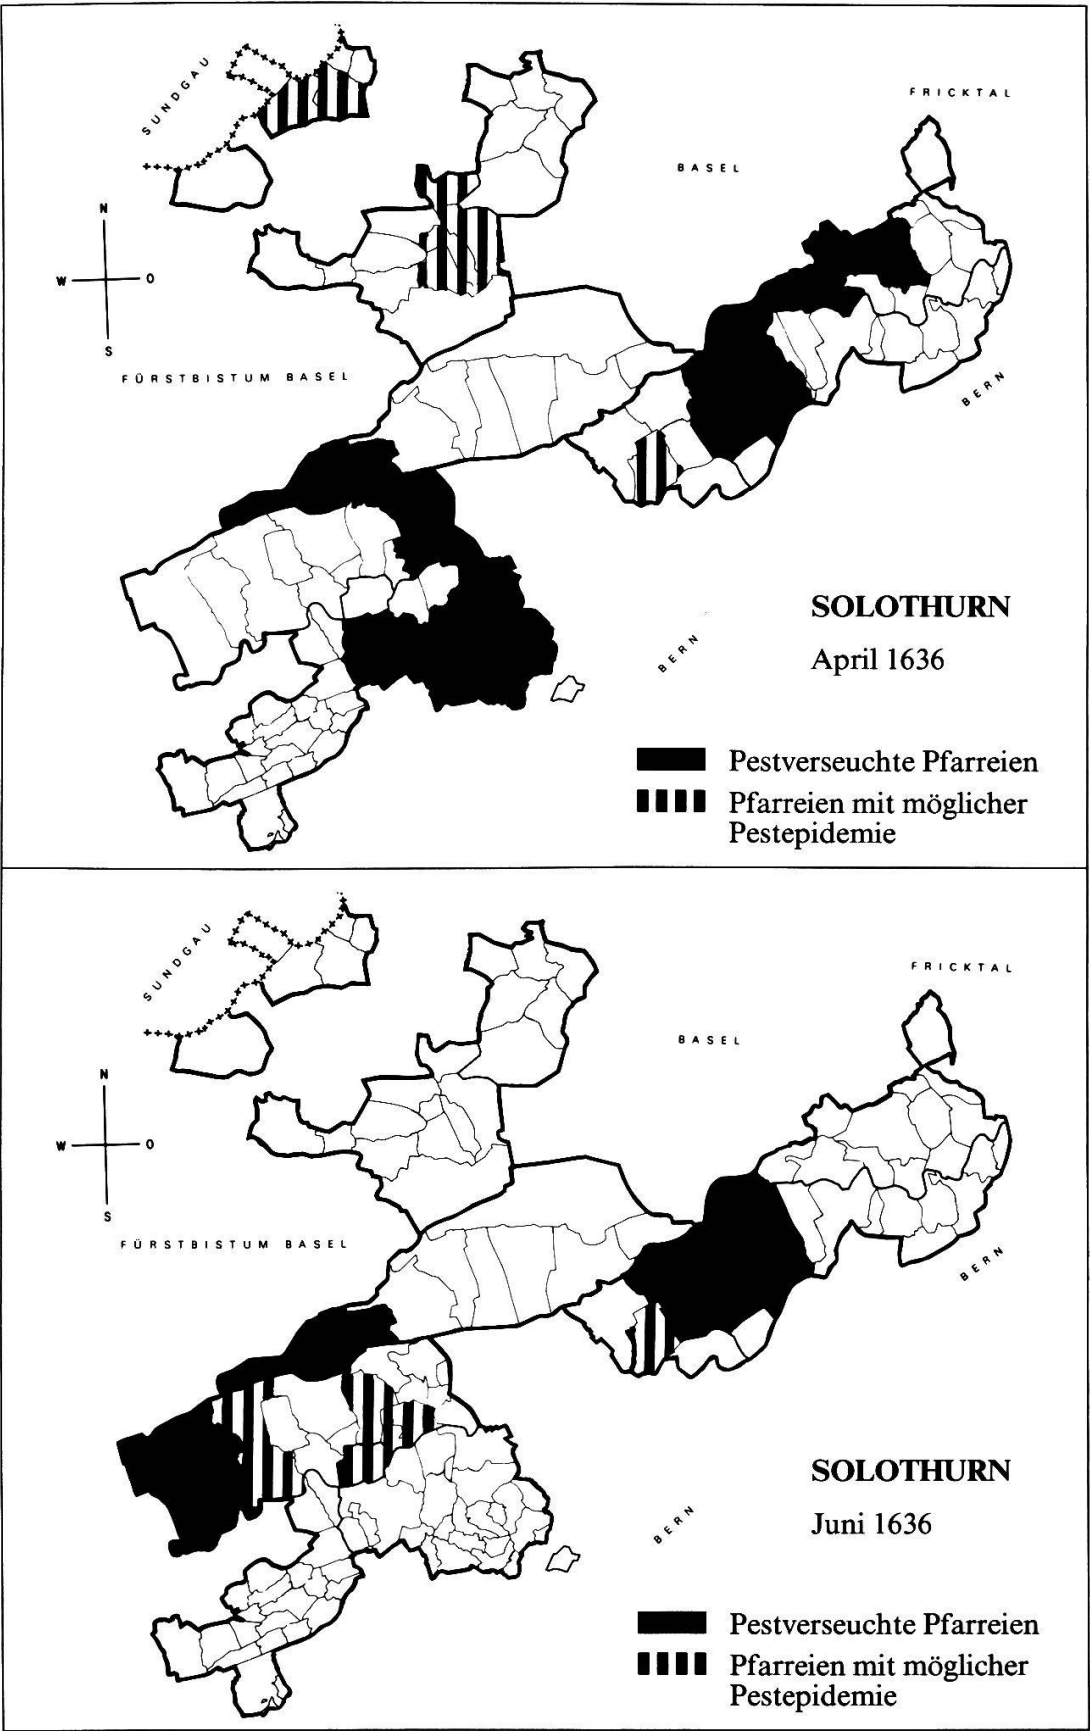 SUNDGAU
FRICKTAL
BASEL
N
W O
S
FÜRSTBISTUM BASEL
BERN
SOLOTHURN
BERN
April 1636
Pestverseuchte Pfarreien
Pfarreien mit möglicher
Pestepidemie
SUNDGAU
FRICKTAL
BASEL
N
W O
S
FÜRSTBISTUM BASEL
BERN
SOLOTHURN
BERN
Juni 1636
Pestverseuchte Pfarreien
Pfarreien mit möglicher
Pestepidemie